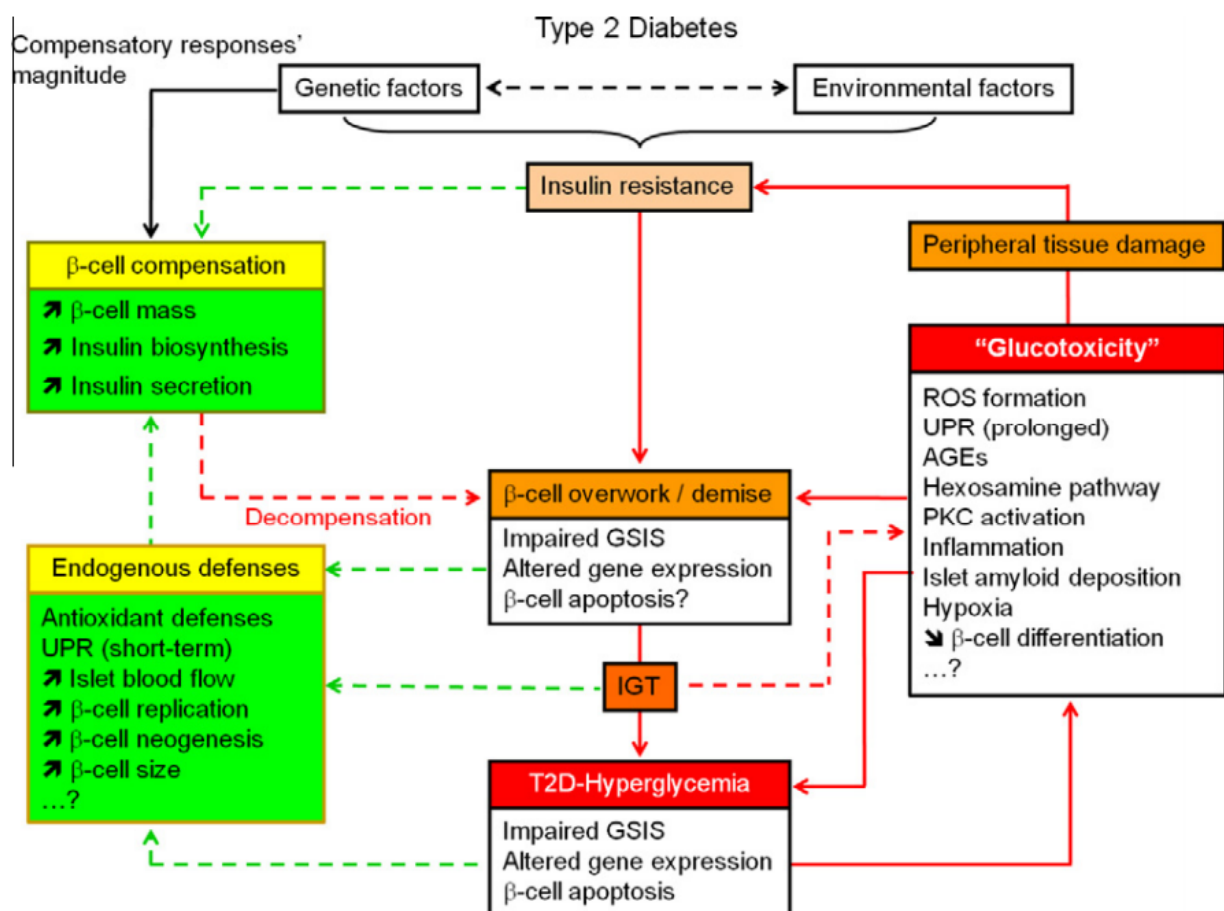 Type 2 Diabetes
Compensatory responses’
magnitude
Genetic factors
Environmental factors
Insulin resistance
Peripheral tissue damage
β-cell compensation
↗ β-cell mass
↗ Insulin biosynthesis
↗ Insulin secretion
“Glucotoxicity”
ROS formation
UPR (prolonged)
AGEs
Hexosamine pathway
PKC activation
Inflammation
Islet amyloid deposition
Hypoxia
↘ β-cell differentiation
...?
β-cell overwork / demise
Impaired GSIS
Altered gene expression
β-cell apoptosis?
Decompensation
Endogenous defenses
Antioxidant defenses
UPR (short-term)
↗ Islet blood flow
↗ β-cell replication
↗ β-cell neogenesis
↗ β-cell size
...?
IGT
T2D-Hyperglycemia
Impaired GSIS
Altered gene expression
β-cell apoptosis